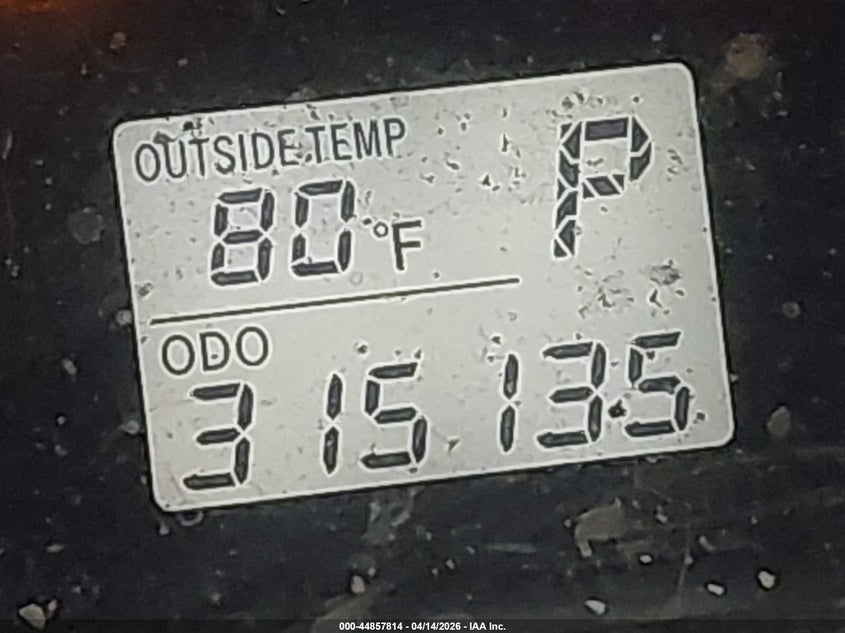 OUTSIDE TEMP
80°F P
ODO
315135
000-44857814 - 04/14/2026 - IAA Inc.